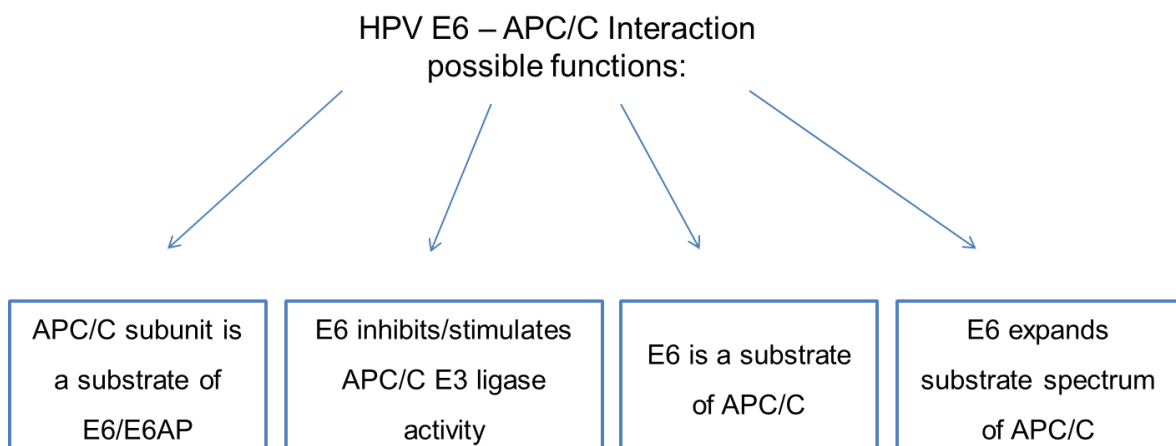 HPV E6 – APC/C Interaction
possible functions:
APC/C subunit is
a substrate of
E6/E6AP
E6 inhibits/stimulates
APC/C E3 ligase
activity
E6 is a substrate
of APC/C
E6 expands
substrate spectrum
of APC/C